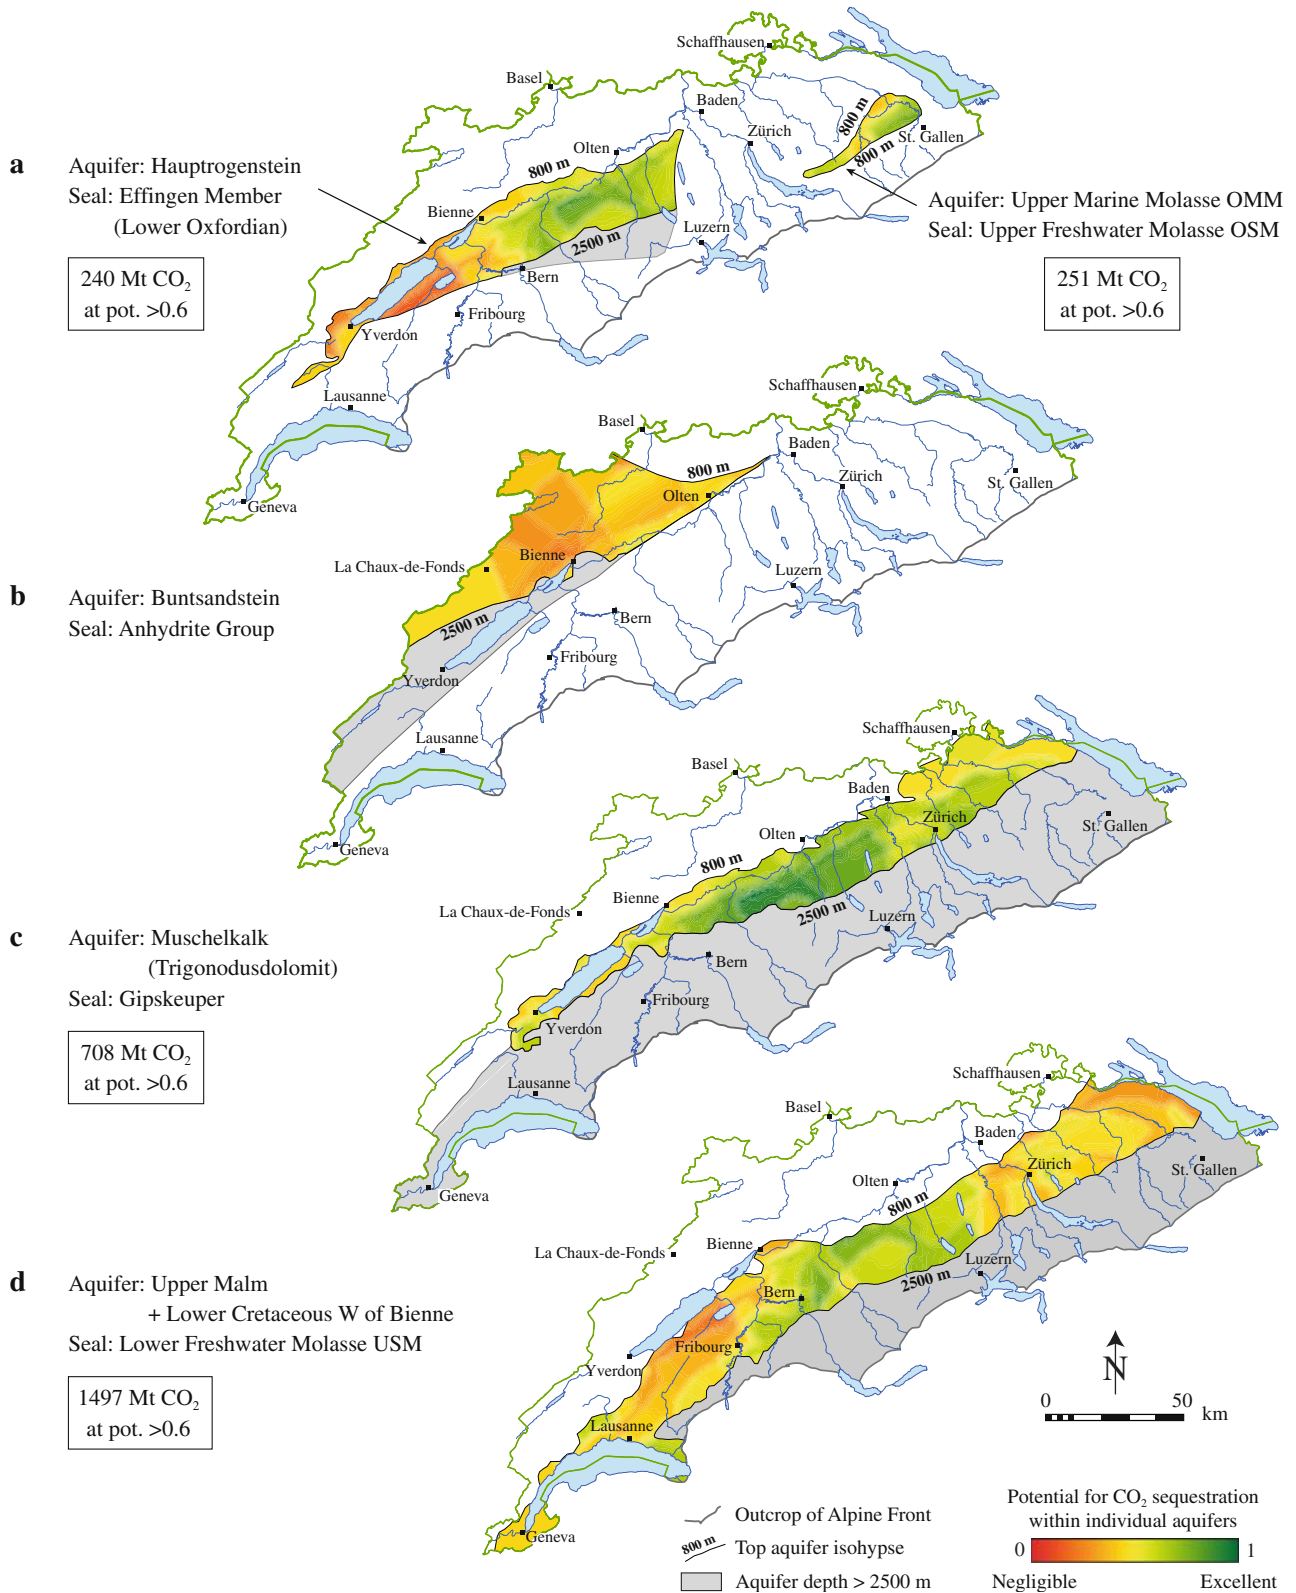 a
Aquifer: Hauptrogenstein
Seal: Effingen Member
(Lower Oxfordian)
240 Mt CO₂
at pot. >0.6
Schaffhausen
Basel
Baden
Zürich
St. Gallen
Olten
Bienne
Luzern
Bern
Fribourg
Yverdon
Lausanne
Geneva
800 m
2500 m
800 m
800 m
Aquifer: Upper Marine Molasse OMM
Seal: Upper Freshwater Molasse OSM
251 Mt CO₂
at pot. >0.6
b
Aquifer: Buntsandstein
Seal: Anhydrite Group
Schaffhausen
Basel
Baden
Zürich
St. Gallen
Olten
Bienne
La Chaux-de-Fonds
Luzern
Bern
Fribourg
Yverdon
Lausanne
Geneva
800 m
2500 m
c
Aquifer: Muschelkalk
(Trigonodusdolomit)
Seal: Gipskeuper
708 Mt CO₂
at pot. >0.6
Schaffhausen
Basel
Baden
Zürich
St. Gallen
Olten
Bienne
La Chaux-de-Fonds
Luzern
Bern
Fribourg
Yverdon
Lausanne
Geneva
800 m
2500 m
d
Aquifer: Upper Malm
+ Lower Cretaceous W of Bienne
Seal: Lower Freshwater Molasse USM
1497 Mt CO₂
at pot. >0.6
Schaffhausen
Basel
Baden
Zürich
St. Gallen
Olten
Bienne
La Chaux-de-Fonds
Luzern
Bern
Fribourg
Yverdon
Lausanne
Geneva
800 m
2500 m
N
0 50
km
Outcrop of Alpine Front
800 m Top aquifer isohypse
Aquifer depth > 2500 m
Potential for CO₂ sequestration
within individual aquifers
0 1
Negligible Excellent